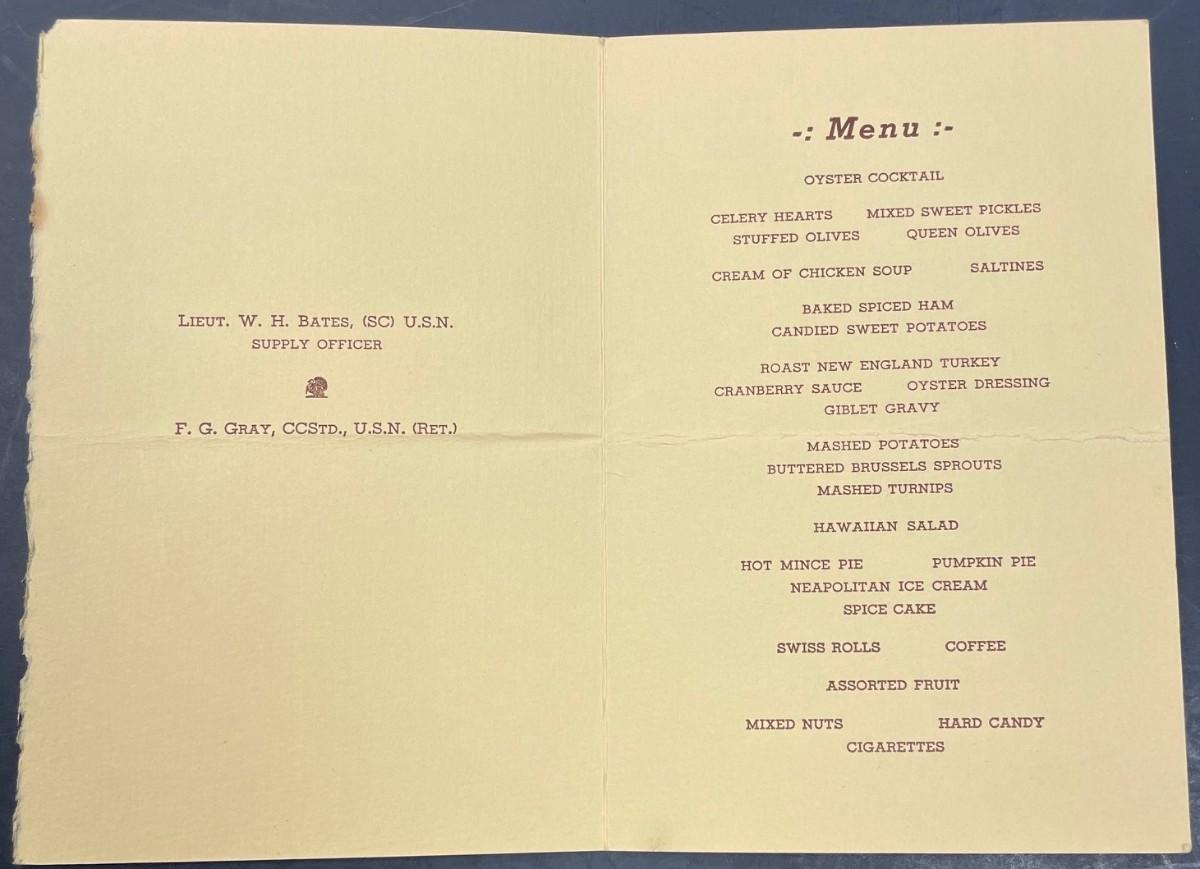 LIEUT. W. H. BATES, (SC) U.S.N.
SUPPLY OFFICER
F. G. GRAY, CCSTD., U.S.N. (RET.)
-: Menu :-
OYSTER COCKTAIL
CELERY HEARTS MIXED SWEET PICKLES
STUFFED OLIVES QUEEN OLIVES
CREAM OF CHICKEN SOUP SALTINES
BAKED SPICED HAM
CANDIED SWEET POTATOES
ROAST NEW ENGLAND TURKEY
CRANBERRY SAUCE OYSTER DRESSING
GIBLET GRAVY
MASHED POTATOES
BUTTERED BRUSSELS SPROUTS
MASHED TURNIPS
HAWAIIAN SALAD
HOT MINCE PIE PUMPKIN PIE
NEAPOLITAN ICE CREAM
SPICE CAKE
SWISS ROLLS COFFEE
ASSORTED FRUIT
MIXED NUTS HARD CANDY
CIGARETTES